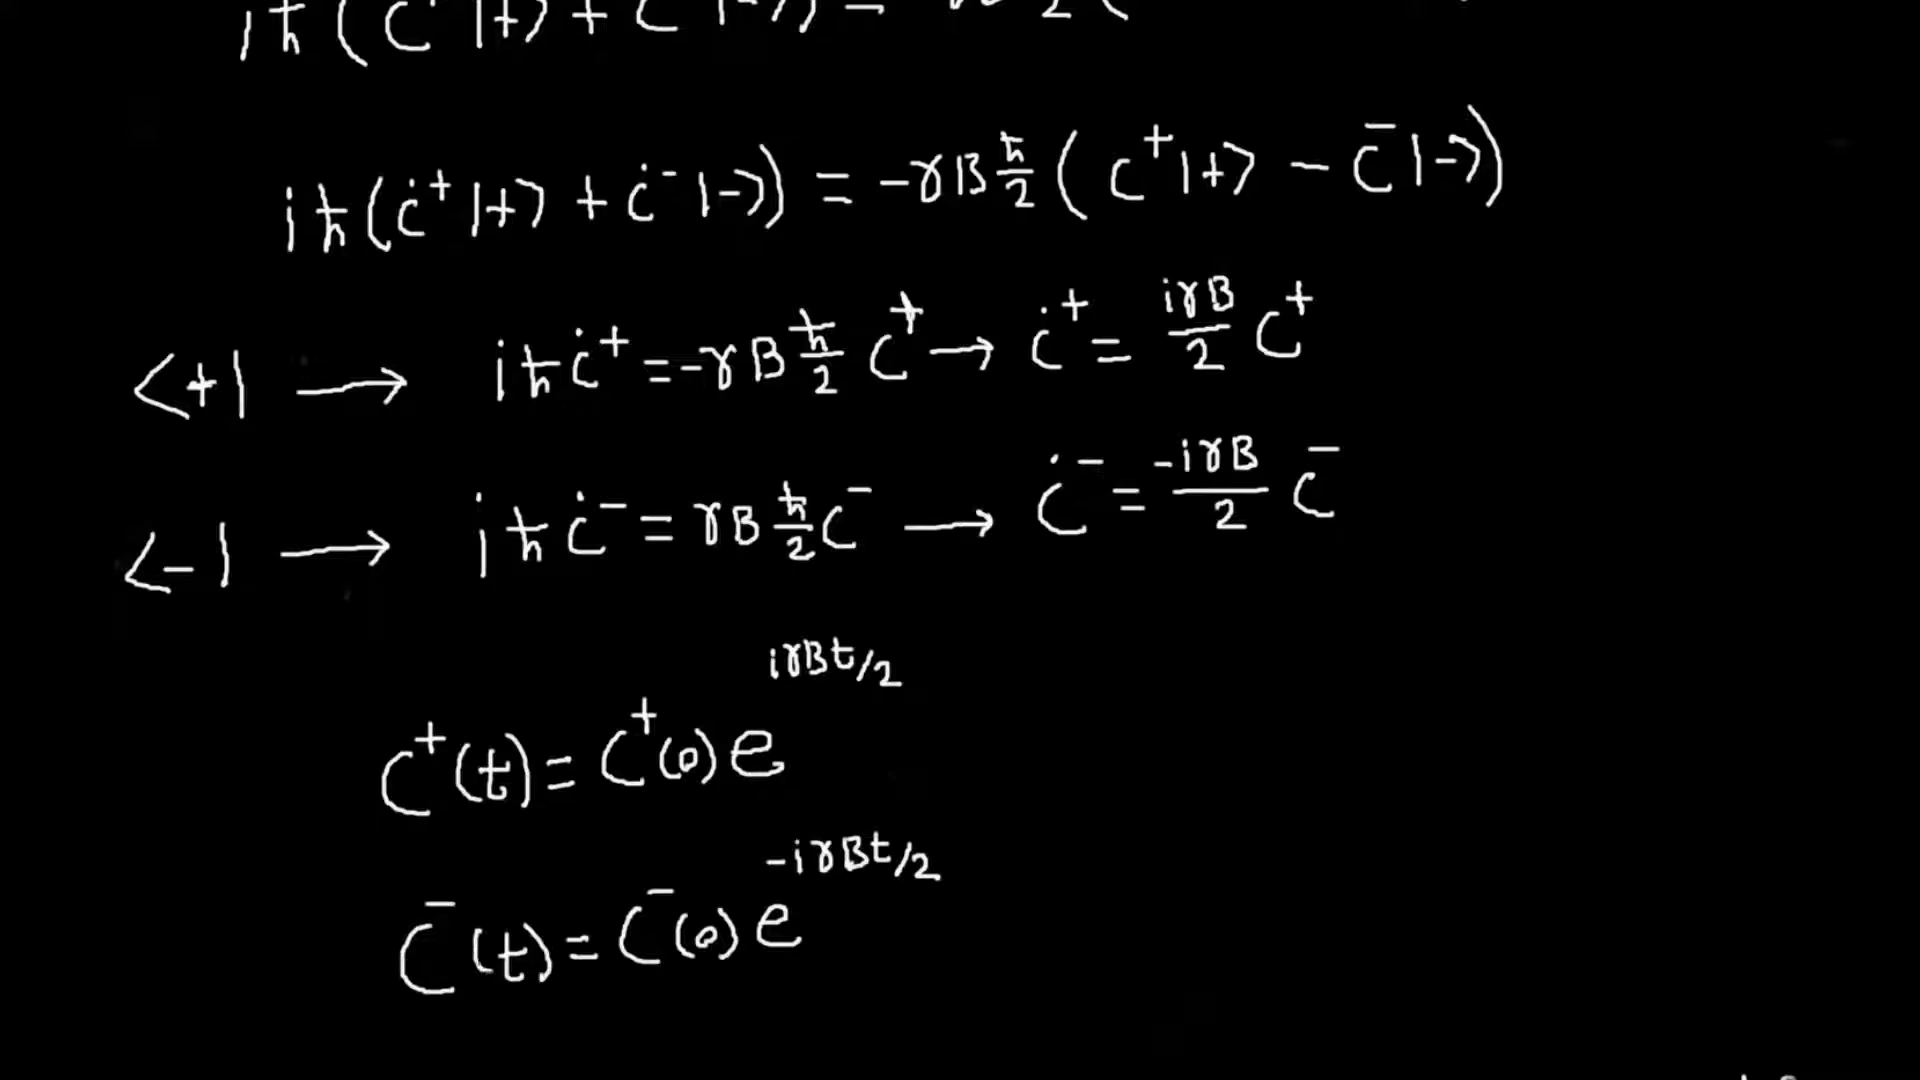 iħ(ċ⁺|+⟩ + ċ⁻|-⟩) = -γB ħ/2 (c⁺|+⟩ - c⁻|-⟩)
⟨+| ⟶ iħċ⁺ = -γB ħ/2 c⁺ → ċ⁺ = iγB/2 c⁺
⟨-| ⟶ iħċ⁻ = γB ħ/2 c⁻ → ċ⁻ = -iγB/2 c⁻
c⁺(t) = c⁺(0) e^{iγBt/2}
c⁻(t) = c⁻(0) e^{-iγBt/2}